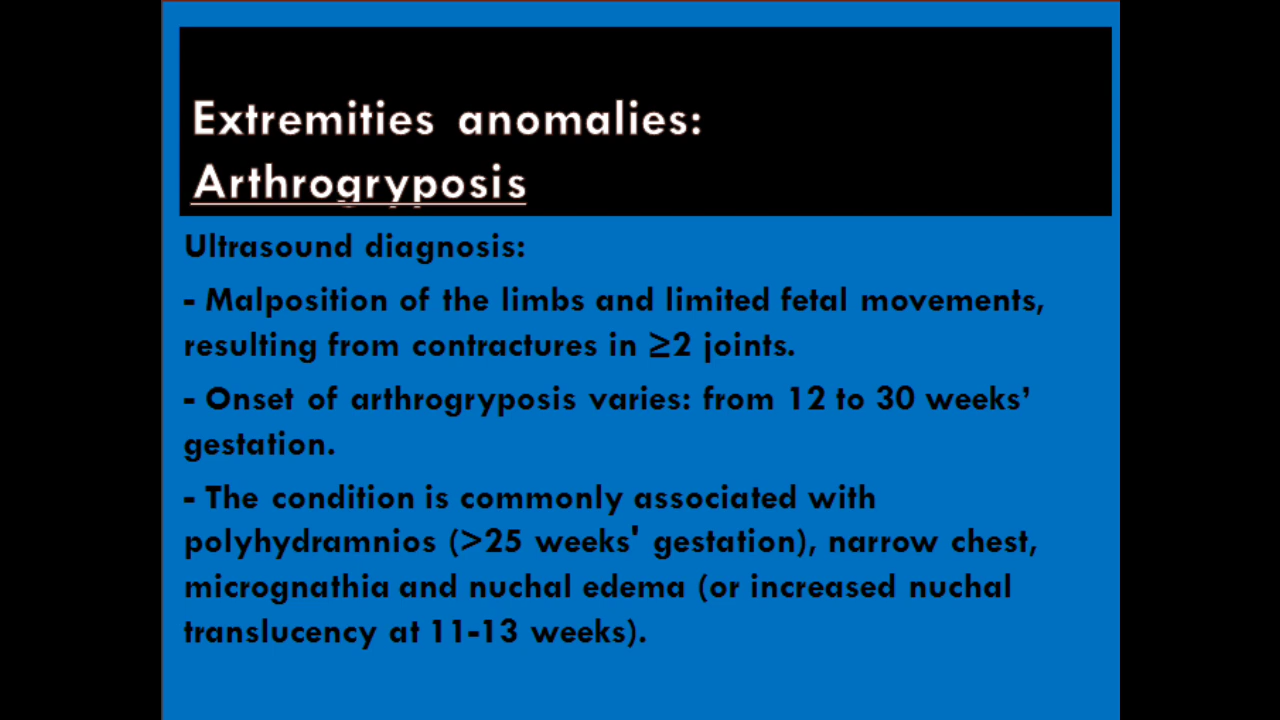 Extremities anomalies:
Arthrogryposis
Ultrasound diagnosis:
- Malposition of the limbs and limited fetal movements,
resulting from contractures in ≥2 joints.
- Onset of arthrogryposis varies: from 12 to 30 weeks’
gestation.
- The condition is commonly associated with
polyhydramnios (>25 weeks' gestation), narrow chest,
micrognathia and nuchal edema (or increased nuchal
translucency at 11-13 weeks).